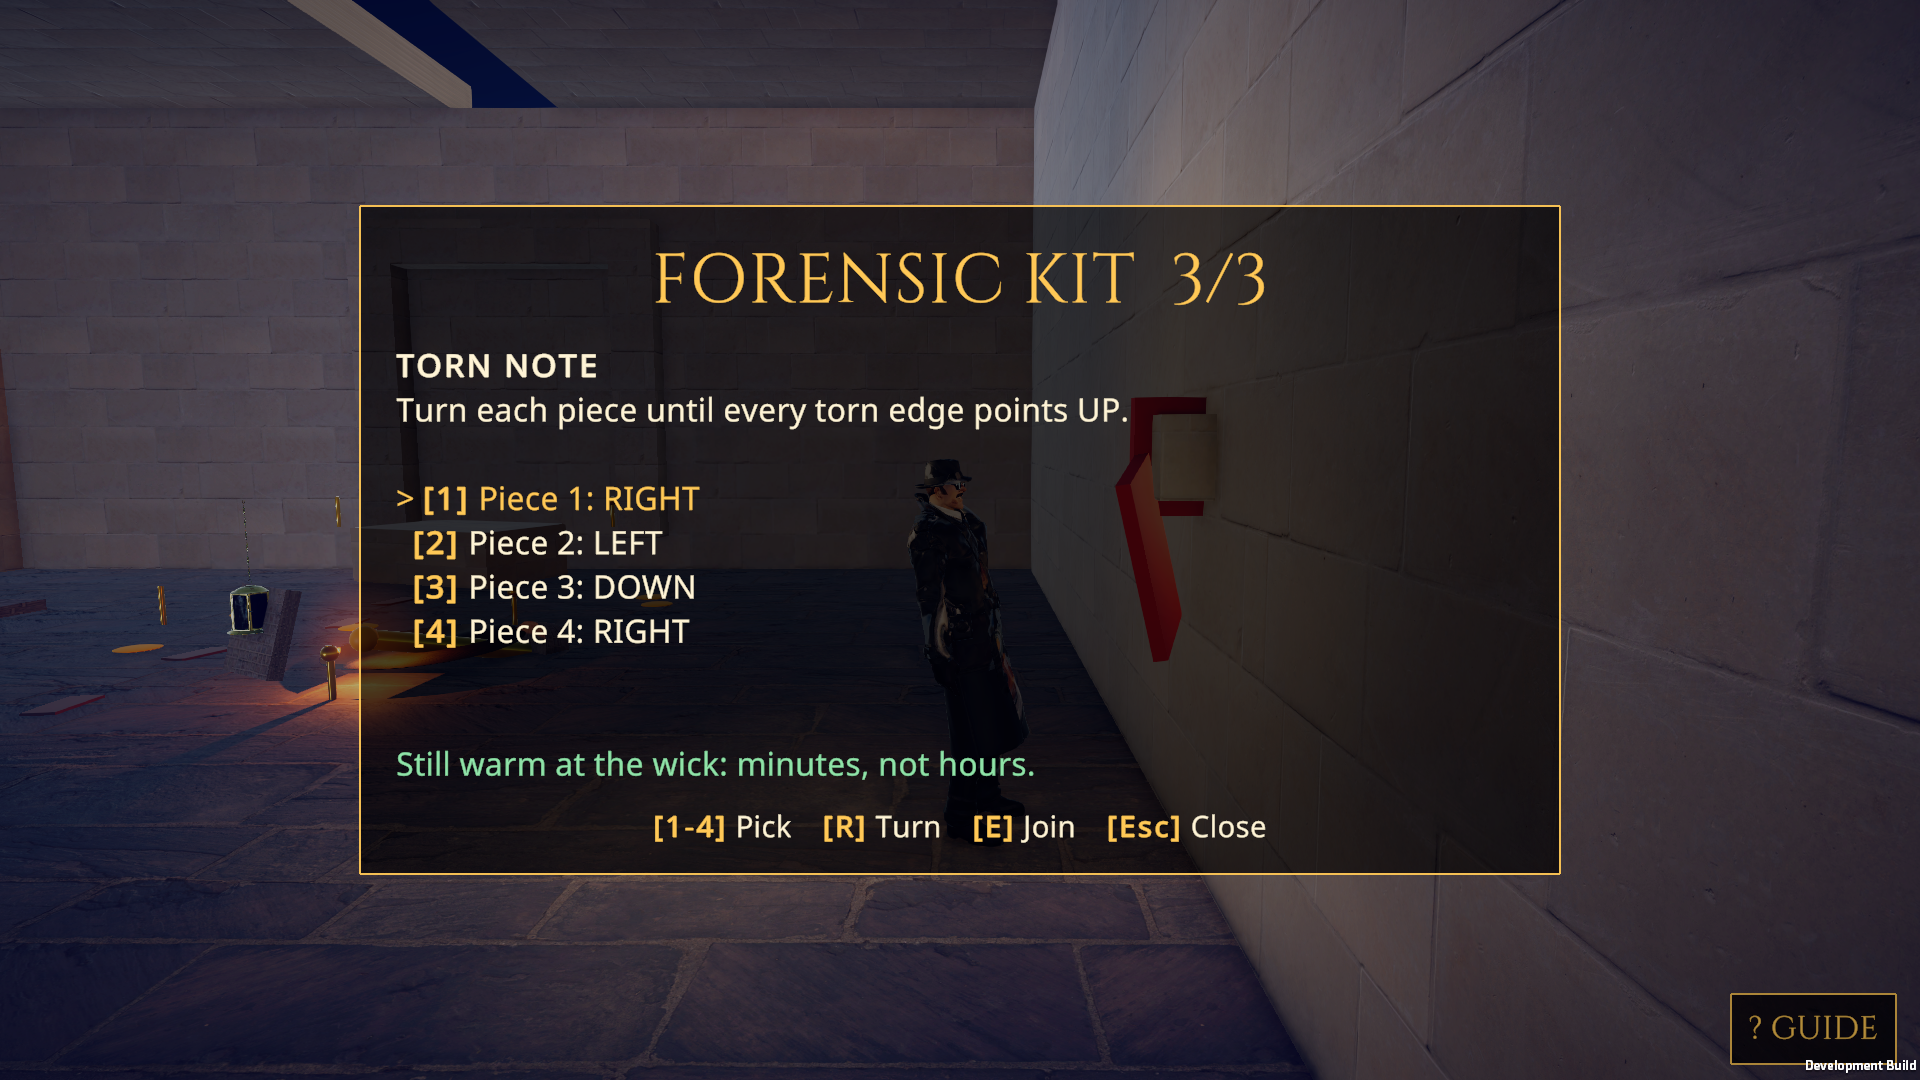 FORENSIC KIT 3/3
TORN NOTE
Turn each piece until every torn edge points UP.
> [1] Piece 1: RIGHT
[2] Piece 2: LEFT
[3] Piece 3: DOWN
[4] Piece 4: RIGHT
Still warm at the wick: minutes, not hours.
[1-4] Pick [R] Turn [E] Join [Esc] Close
? GUIDE
Development Build